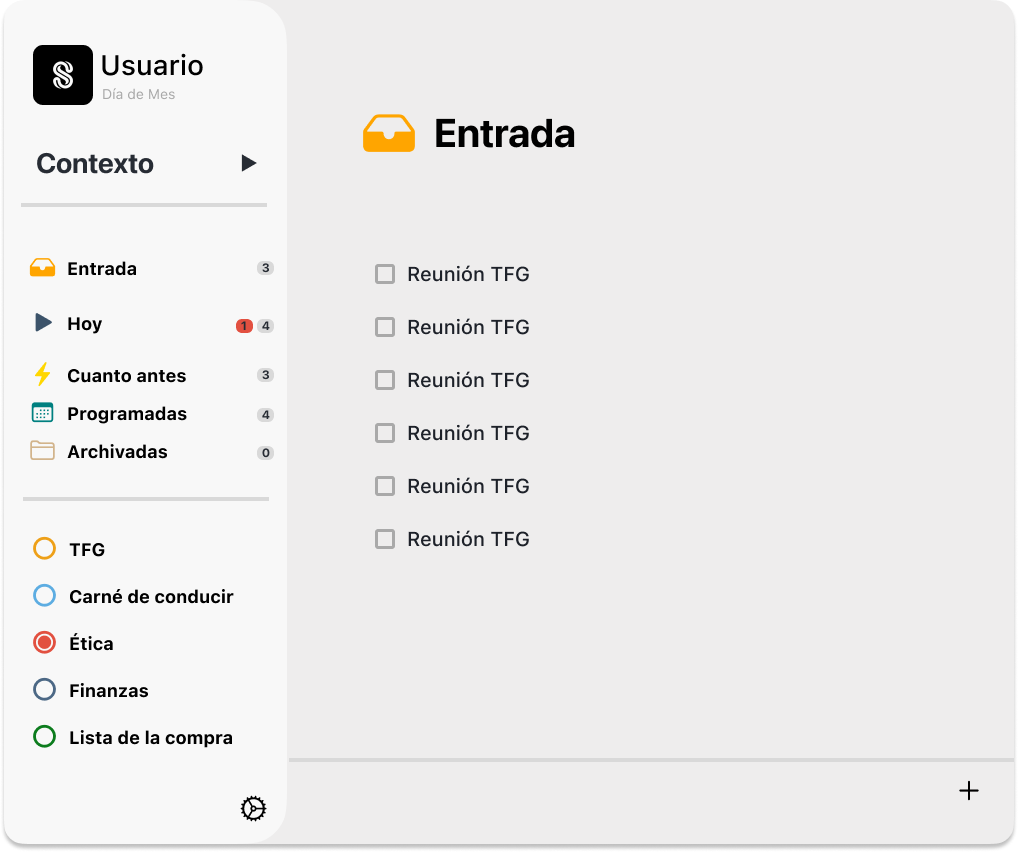 Usuario
Día de Mes
Contexto
Entrada 3
Hoy 1 4
Cuanto antes 3
Programadas 4
Archivadas 0
TFG
Carné de conducir
Ética
Finanzas
Lista de la compra
Entrada
Reunión TFG
Reunión TFG
Reunión TFG
Reunión TFG
Reunión TFG
Reunión TFG